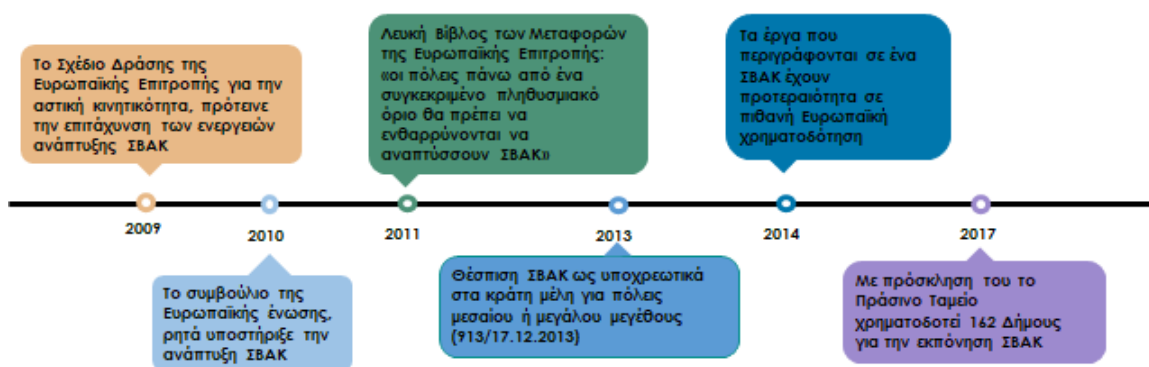 Το Σχέδιο Δράσης της
Ευρωπαϊκής Επιτροπής για την
αστική κινητικότητα, πρότεινε
την επιτάχυνση των ενεργειών
ανάπτυξης ΣΒΑΚ
Λευκή Βίβλος των Μεταφορών
της Ευρωπαϊκής Επιτροπής:
«οι πόλεις πάνω από ένα
συγκεκριμένο πληθυσμιακό
όριο θα πρέπει να
ενθαρρύνονται να
αναπτύσσουν ΣΒΑΚ»
Τα έργα που
περιγράφονται σε ένα
ΣΒΑΚ έχουν
προτεραιότητα σε
πιθανή Ευρωπαϊκή
χρηματοδότηση
2009
2010
2011
2013
2014
2017
Το συμβούλιο της
Ευρωπαϊκής ένωσης,
ρητά υποστήριξε την
ανάπτυξη ΣΒΑΚ
Θέσπιση ΣΒΑΚ ως υποχρεωτικά
στα κράτη μέλη για πόλεις
μεσαίου ή μεγάλου μεγέθους
(913/17.12.2013)
Με πρόσκληση του το
Πράσινο Ταμείο
χρηματοδοτεί 162 Δήμους
για την εκπόνηση ΣΒΑΚ